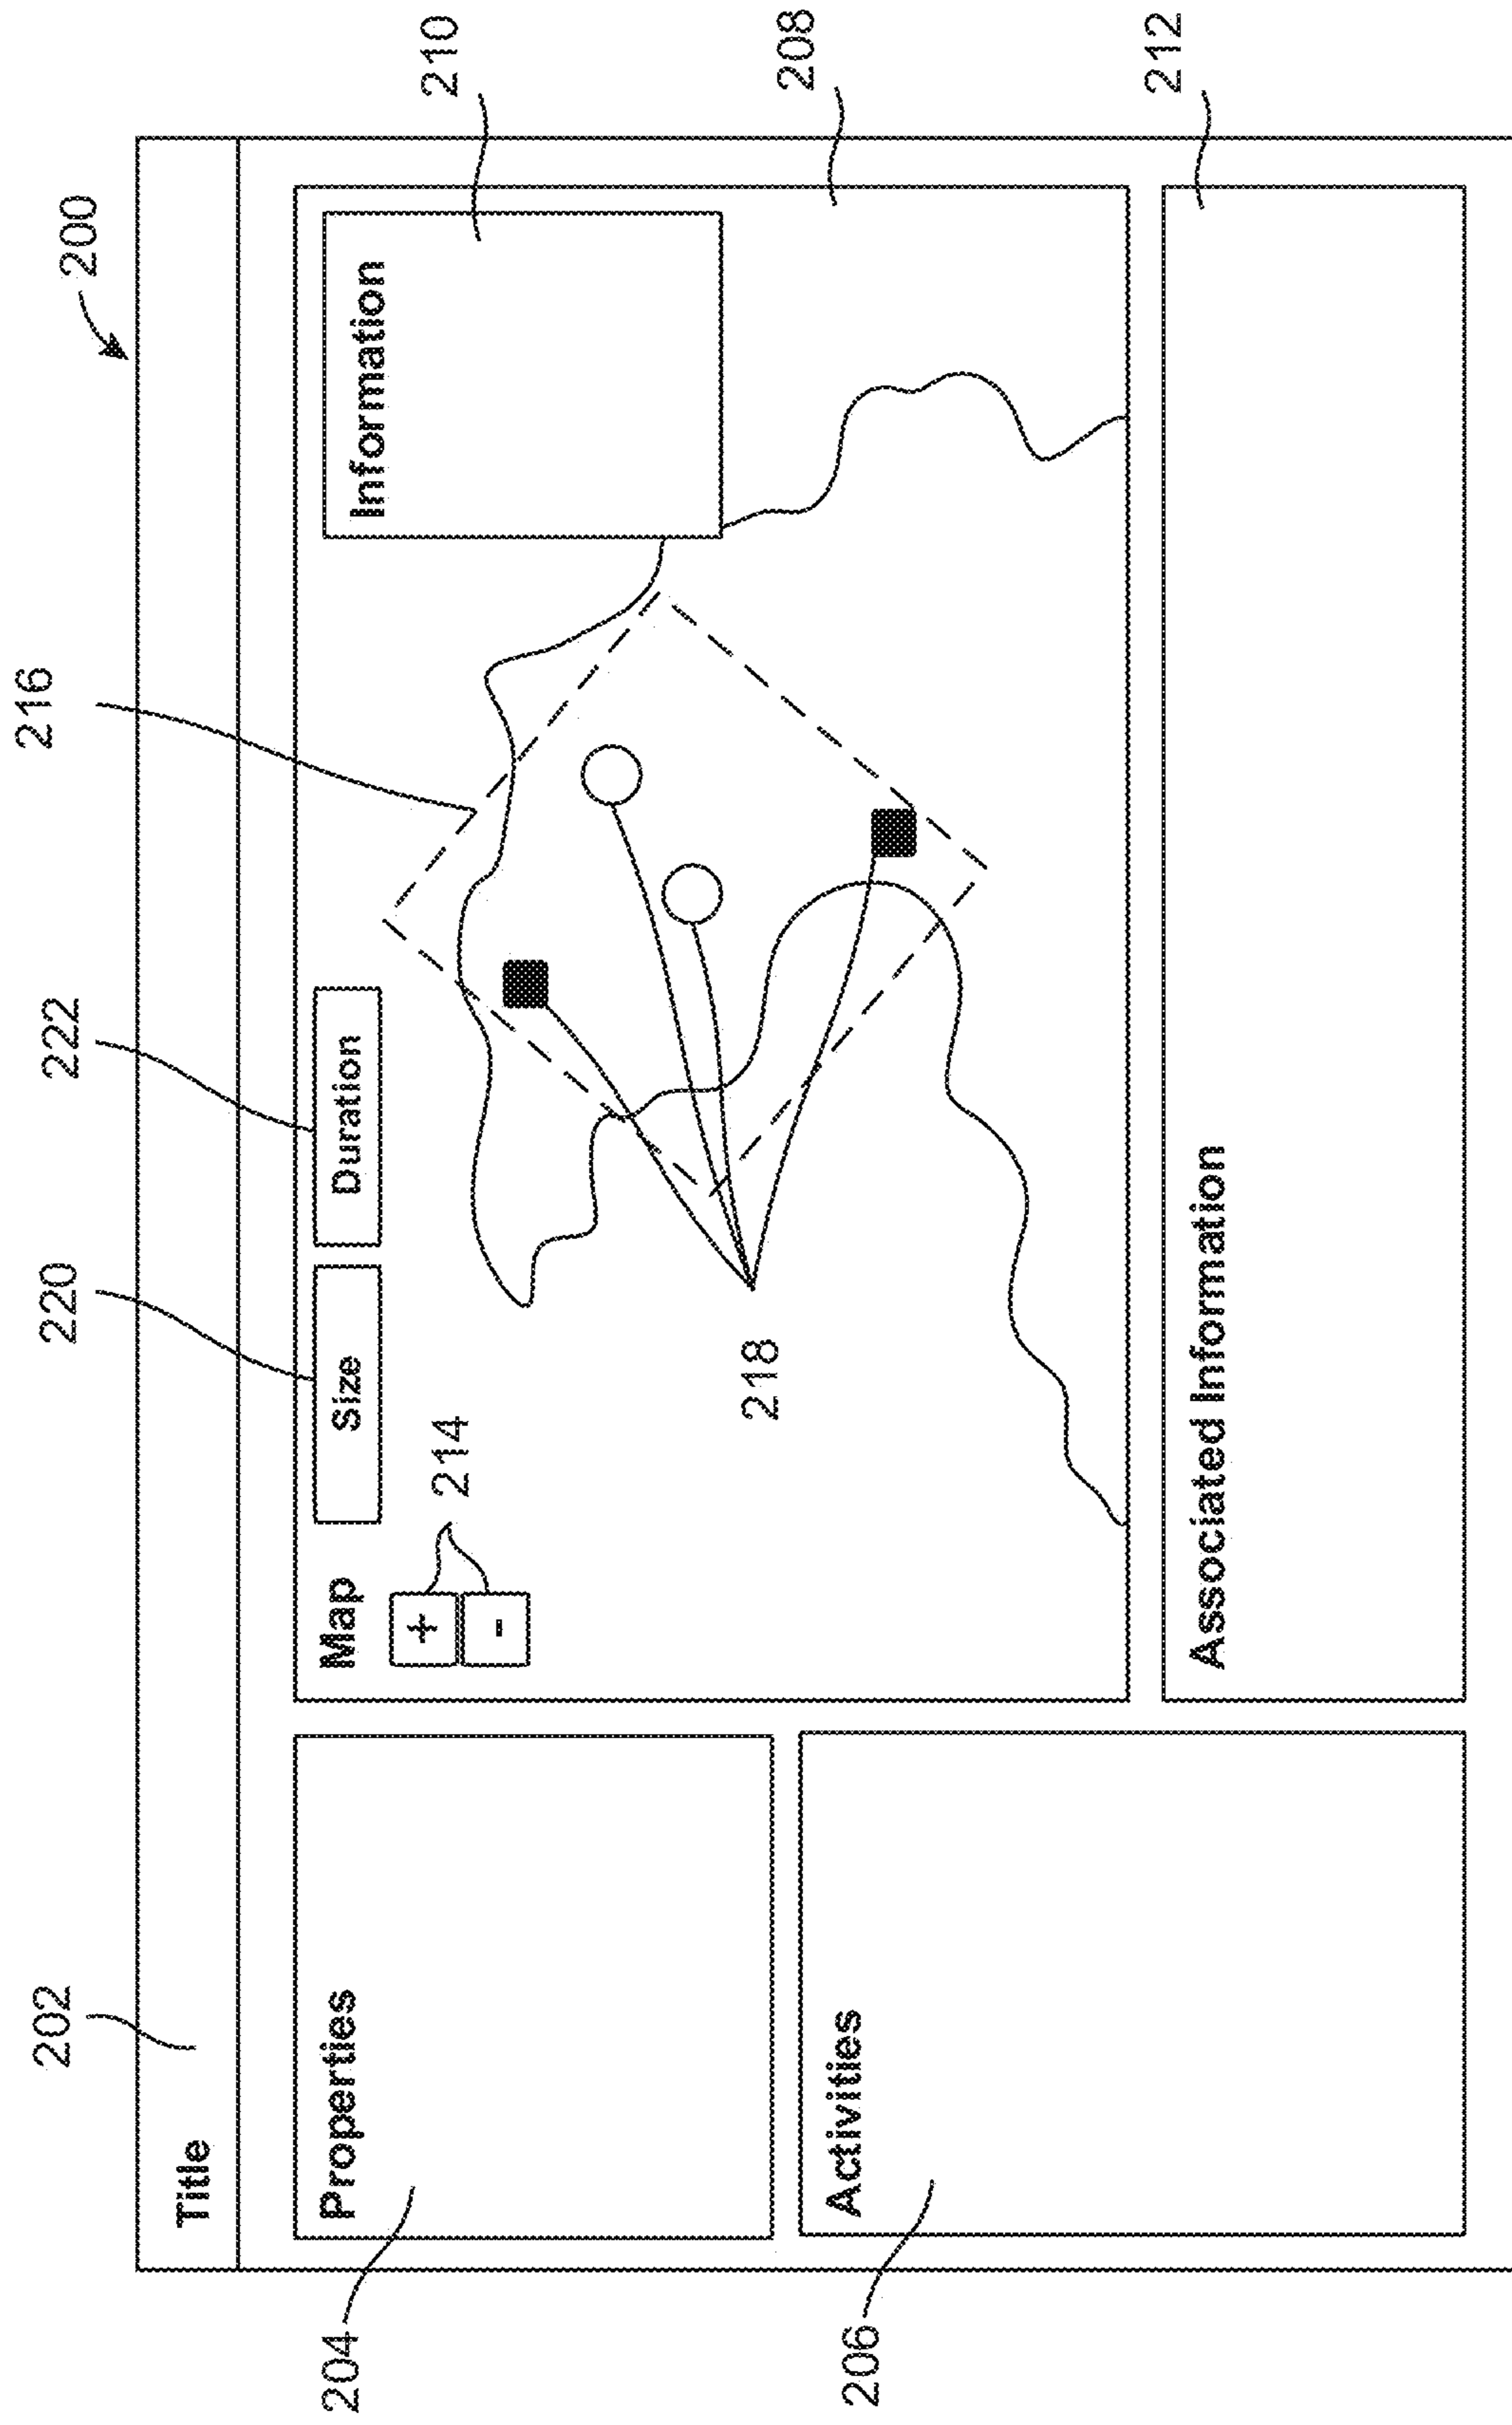 200
202
216
222
220
Title
Properties
204
Activities
206
Map
Size
Duration
+
-
214
218
Information
210
208
Associated Information
212